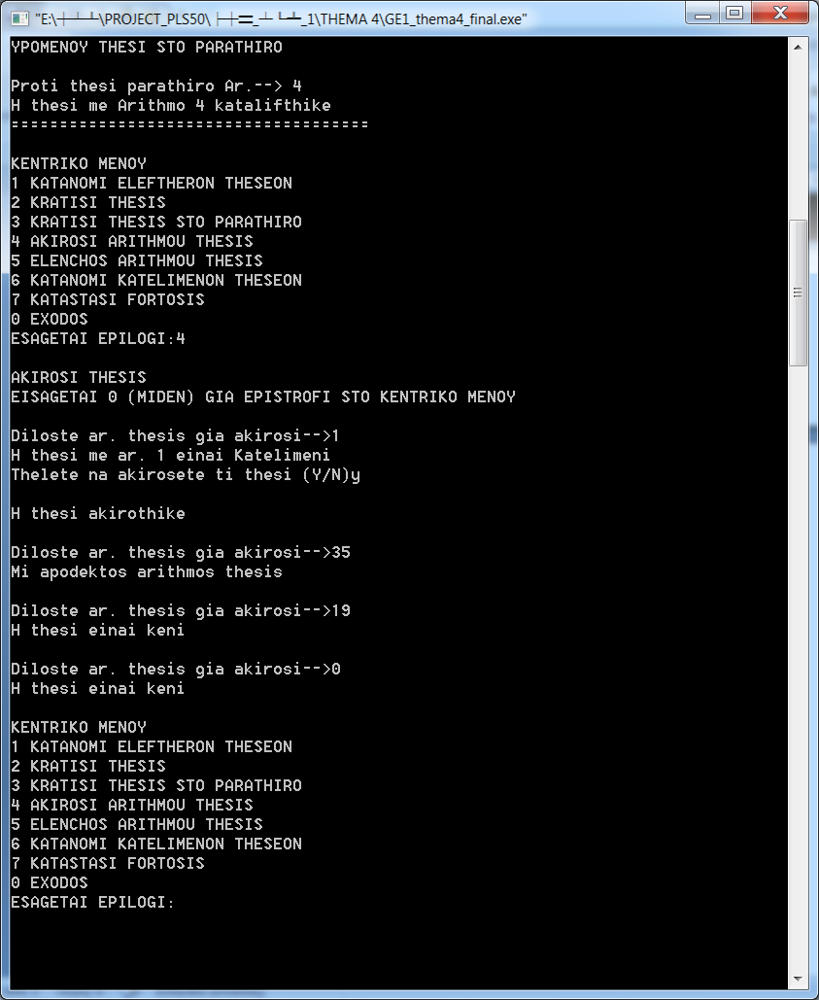 \PROJECT_PLS50\
_1\THEMA 4\GE1_thema4_final.exe"
YPOMENOY THESI STO PARATHIRO
Proti thesi parathiro Ar.--> 4
H thesi me Arithmo 4 katalifthike
=====================================
KENTRIKO MENOY
1 KATANOMI ELEFTHERON THESEON
2 KRATISI THESIS
3 KRATISI THESIS STO PARATHIRO
4 AKIROSI ARITHMOU THESIS
5 ELENCHOS ARITHMOU THESIS
6 KATANOMI KATELIMENON THESEON
7 KATASTASI FORTOSIS
0 EXODOS
ESAGETAI EPILOGI:4
AKIROSI THESIS
EISAGETAI 0 (MIDEN) GIA EPISTROFI STO KENTRIKO MENOY
Diloste ar. thesis gia akirosi-->1
H thesi me ar. 1 einai Katelimeni
Thelete na akirosete ti thesi (Y/N)y
H thesi akirothike
Diloste ar. thesis gia akirosi-->35
Mi apodektos arithmos thesis
Diloste ar. thesis gia akirosi-->19
H thesi einai keni
Diloste ar. thesis gia akirosi-->0
H thesi einai keni
KENTRIKO MENOY
1 KATANOMI ELEFTHERON THESEON
2 KRATISI THESIS
3 KRATISI THESIS STO PARATHIRO
4 AKIROSI ARITHMOU THESIS
5 ELENCHOS ARITHMOU THESIS
6 KATANOMI KATELIMENON THESEON
7 KATASTASI FORTOSIS
0 EXODOS
ESAGETAI EPILOGI: